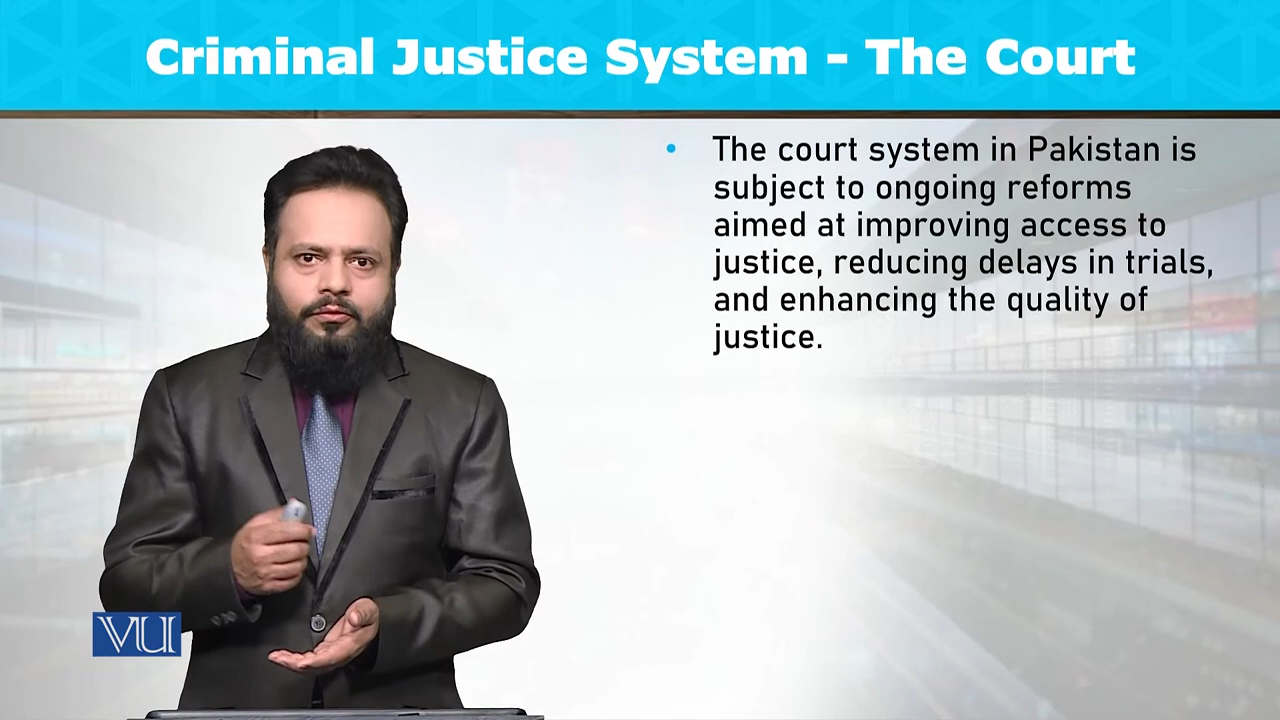 Criminal Justice System - The Court
• The court system in Pakistan is
subject to ongoing reforms
aimed at improving access to
justice, reducing delays in trials,
and enhancing the quality of
justice.
VU